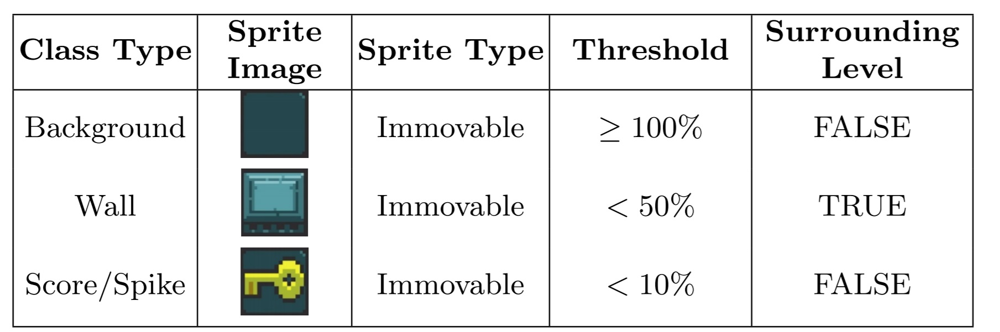 Class Type Sprite Image Sprite Type Threshold Surrounding Level
Background Immovable ≥ 100% FALSE
Wall Immovable < 50% TRUE
Score/Spike Immovable < 10% FALSE